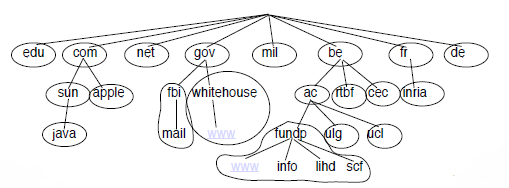 edu com net gov mil be fr de
sun apple fbi whitehouse ac rtbf cec inria
java mail www fundp ulg ucl
www info lihd scf